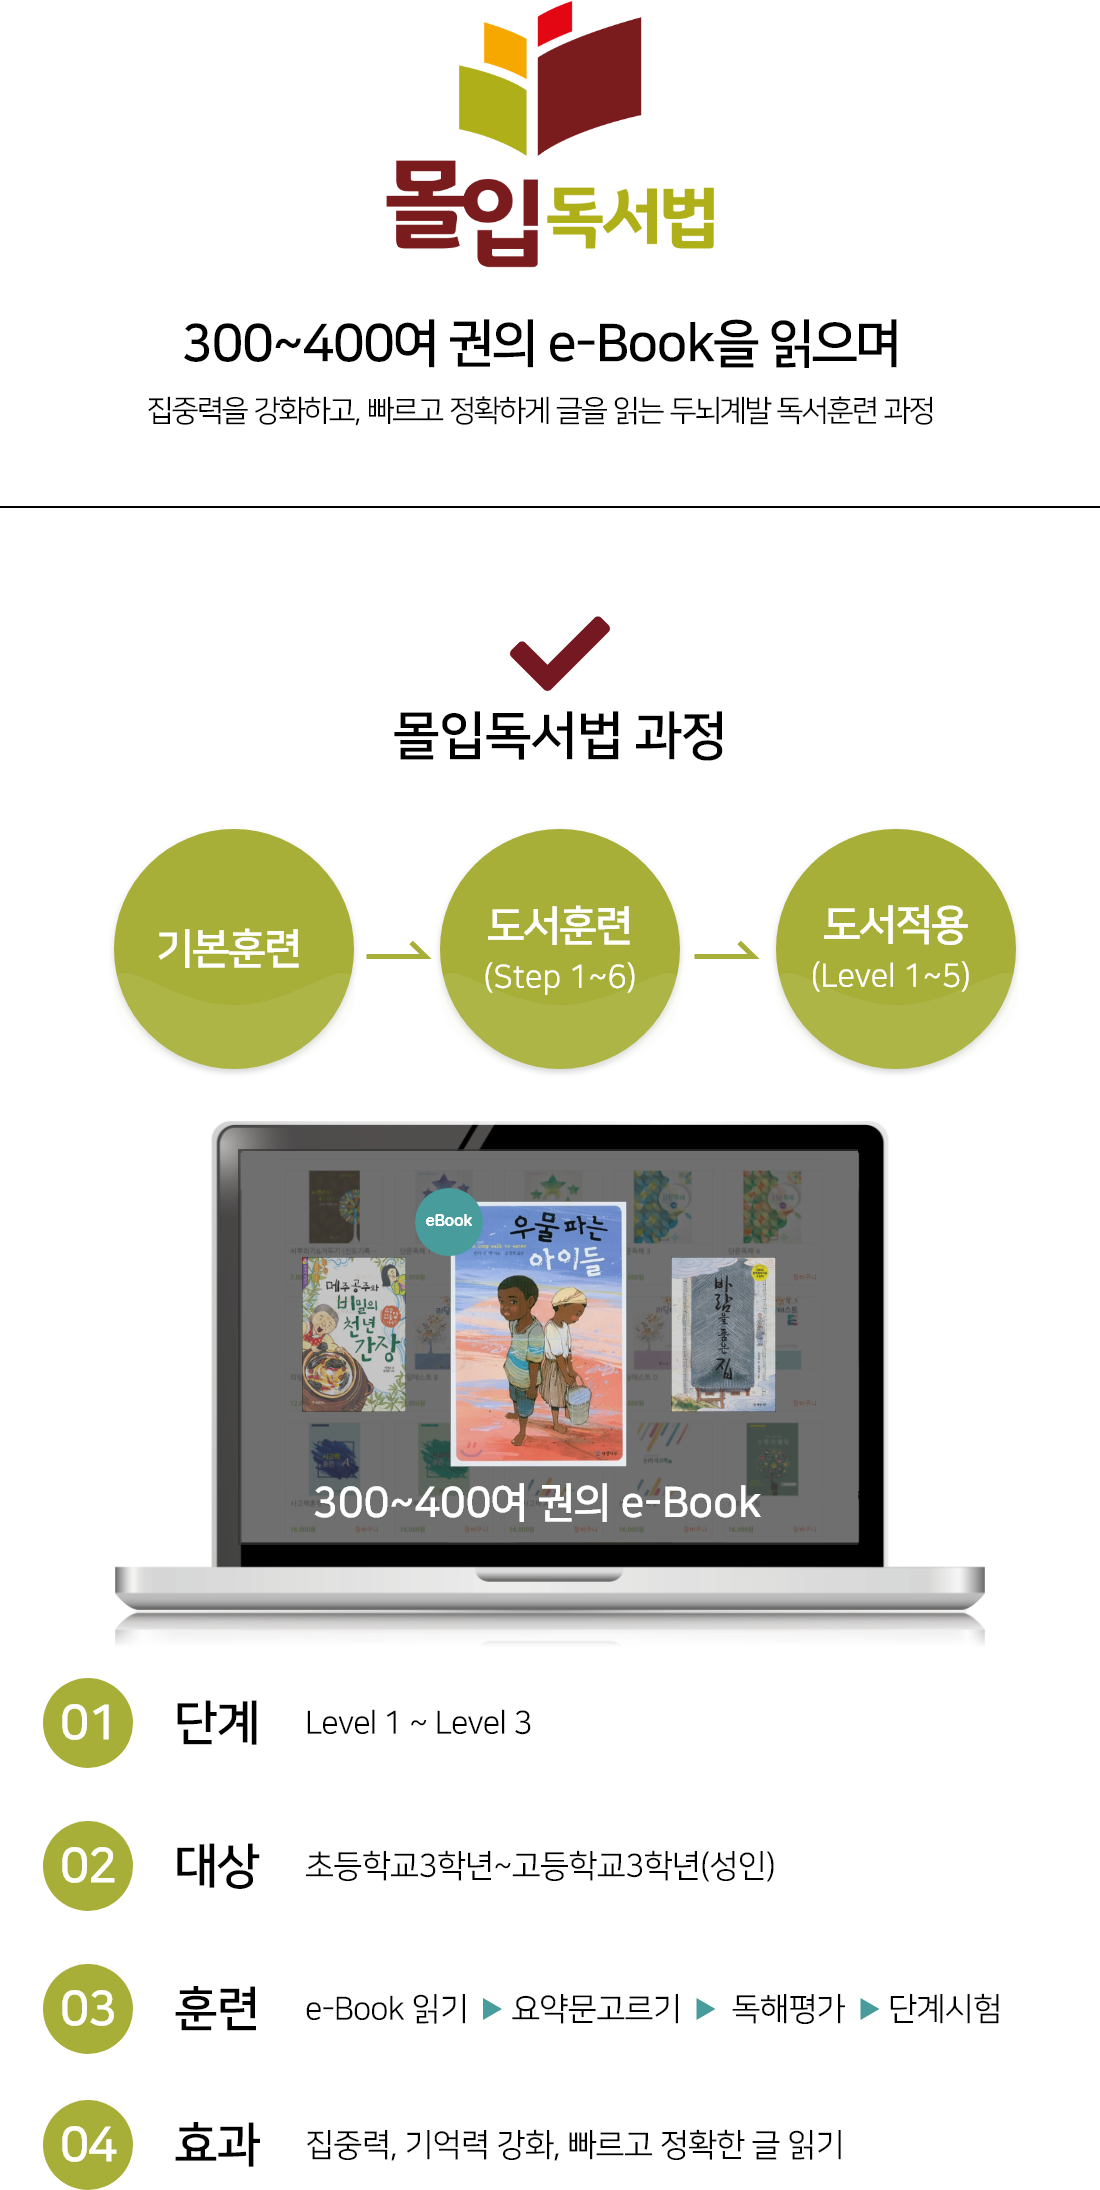 몰입독서법
300~400여 권의 e-Book을 읽으며
집중력을 강화하고, 빠르고 정확하게 글을 읽는 두뇌계발 독서훈련 과정
몰입독서법 과정
기본훈련
도서훈련
(Step 1~6)
도서적용
(Level 1~5)
eBook
우물 파는
아이들
메주 공주와
비밀의
천년
간장
바람을 품은 집
300~400여 권의 e-Book
01 단계 Level 1 ~ Level 3
02 대상 초등학교3학년~고등학교3학년(성인)
03 훈련 e-Book 읽기 ▶ 요약문고르기 ▶ 독해평가 ▶ 단계시험
04 효과 집중력, 기억력 강화, 빠르고 정확한 글 읽기